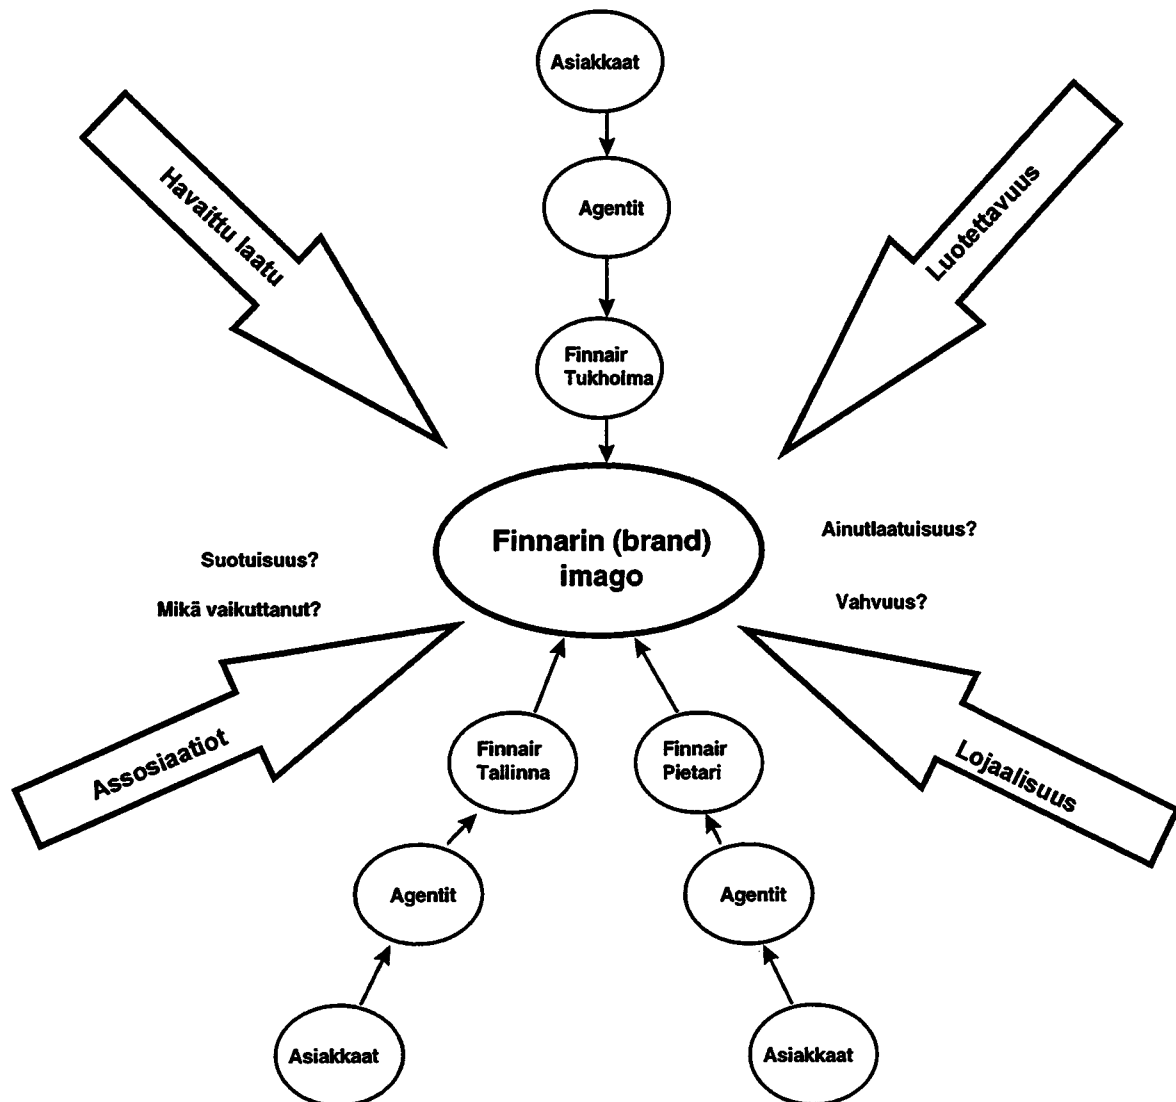 Asiakkaat
Havaittu laatu
Luotettavuus
Agentit
Finnair
Tukholma
Finnarin (brand)
imago
Ainutlaatuisuus?
Suotuisuus?
Vahvuus?
Mikä vaikuttanut?
Assosiaatiot
Finnair
Tallinna
Finnair
Pietari
Lojaalisuus
Agentit
Agentit
Asiakkaat
Asiakkaat